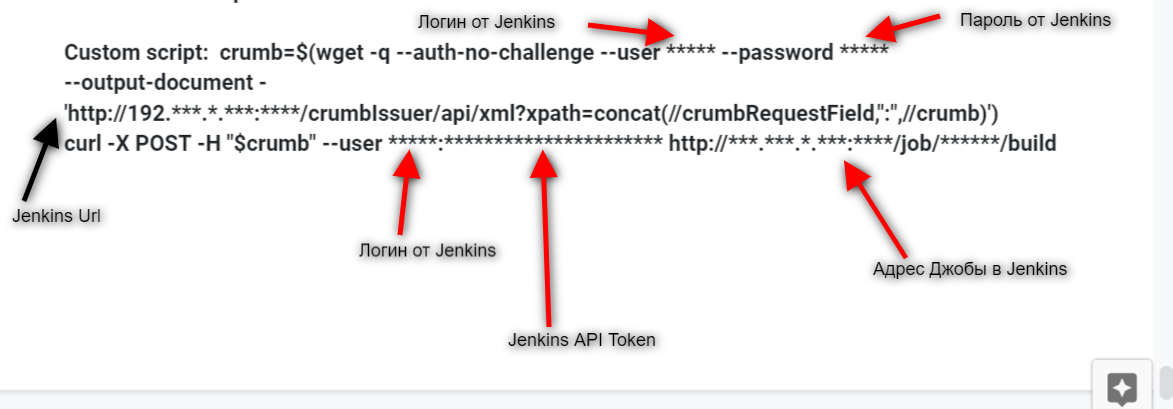 Логин от Jenkins
Пароль от Jenkins
Custom script: crumb=$(wget -q --auth-no-challenge --user ***** --password *****
--output-document -
'http://192.***.*.***:****/crumbIssuer/api/xml?xpath=concat(//crumbRequestField,":",//crumb)')
curl -X POST -H "$crumb" --user *****:********************** http://***.***.*.***:****/job/******/build
Jenkins Url
Логин от Jenkins
Адрес Джобы в Jenkins
Jenkins API Token